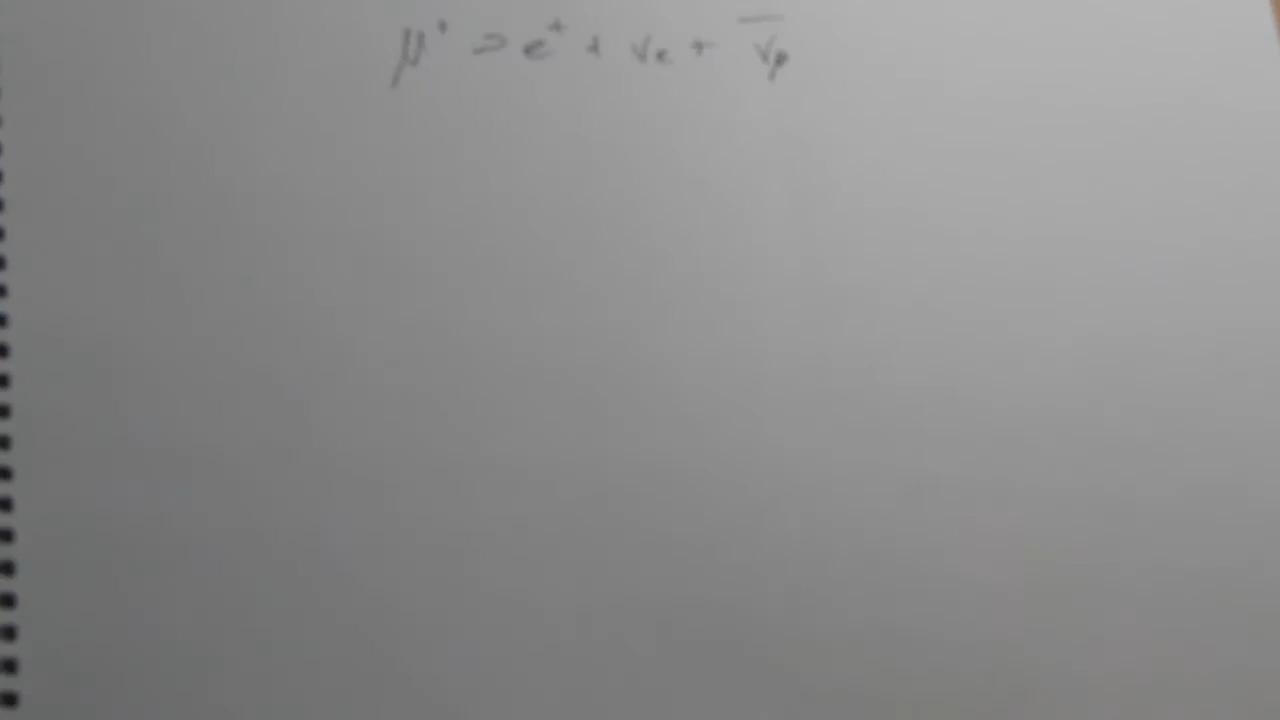 μ⁺ → e⁺ + νe + ν̅μ